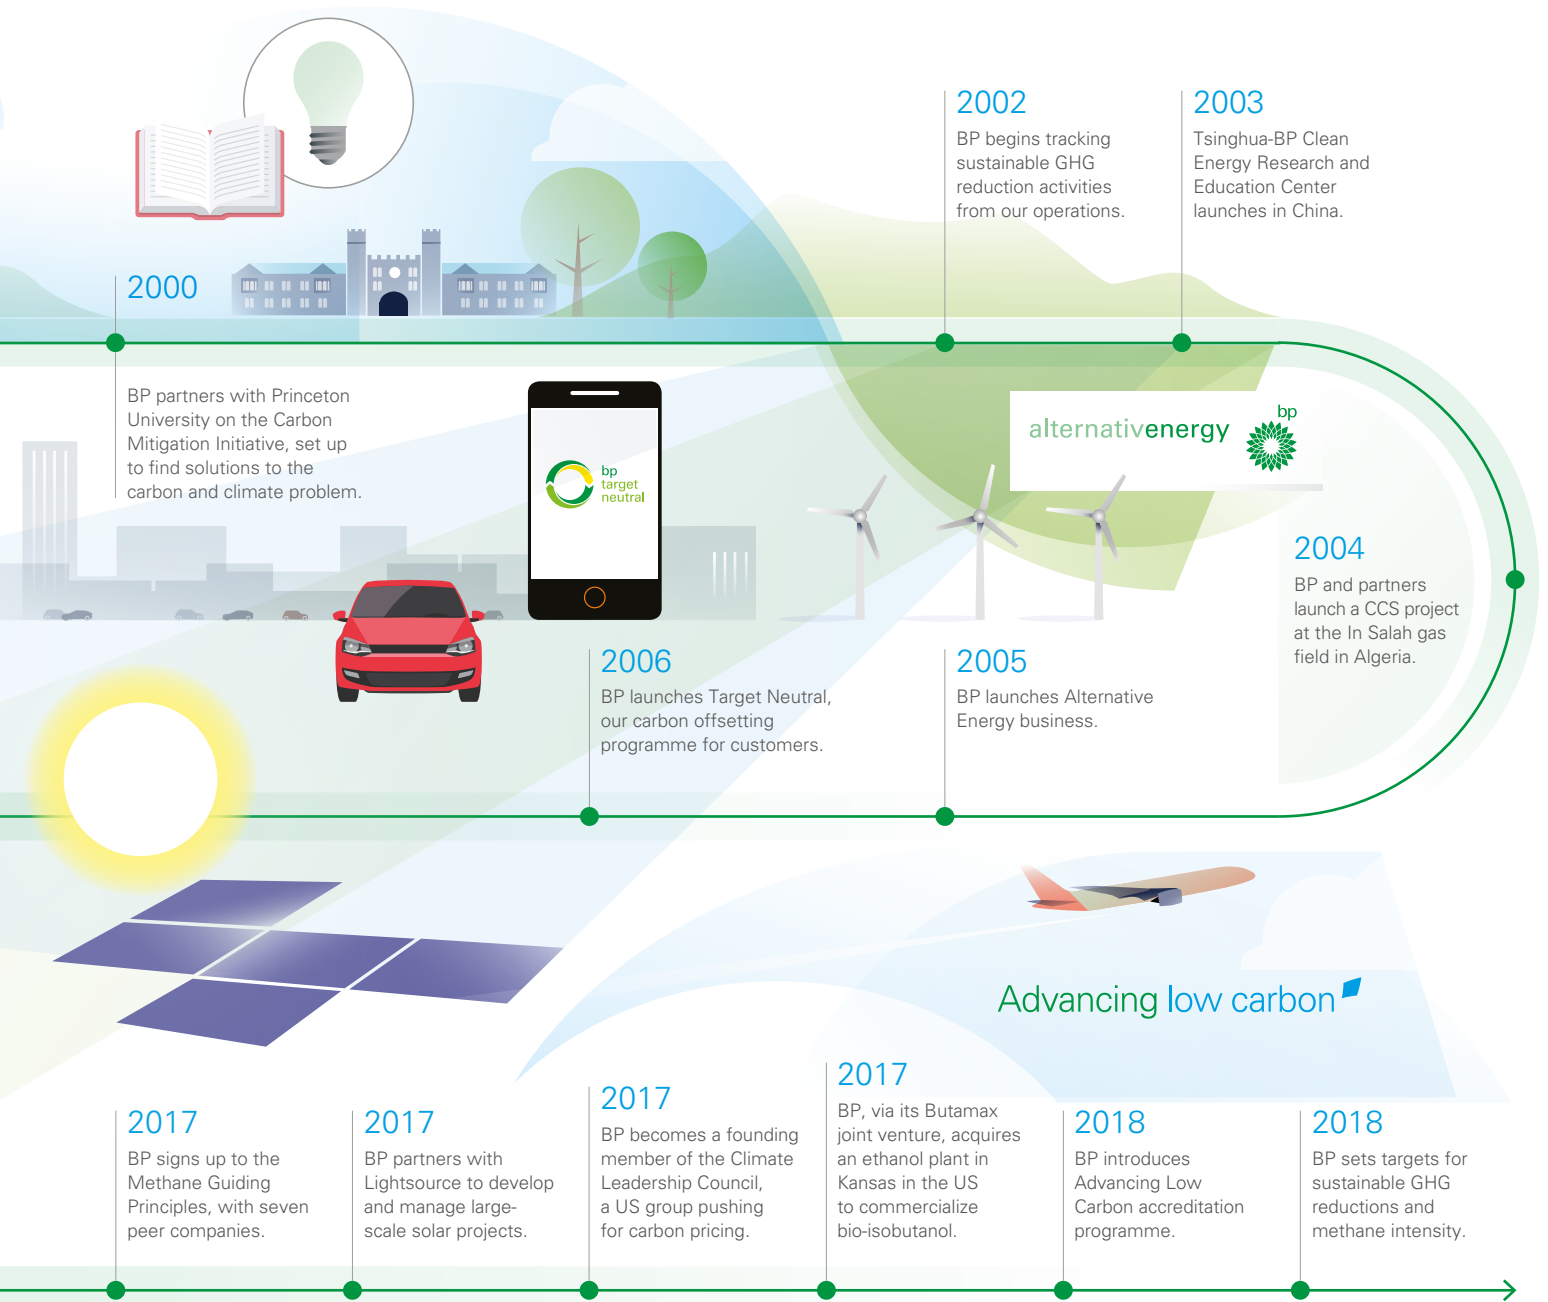 2000
BP partners with Princeton
University on the Carbon
Mitigation Initiative, set up
to find solutions to the
carbon and climate problem.
2002
BP begins tracking
sustainable GHG
reduction activities
from our operations.
2003
Tsinghua-BP Clean
Energy Research and
Education Center
launches in China.
alternativenergy
bp
2004
BP and partners
launch a CCS project
at the In Salah gas
field in Algeria.
2005
BP launches Alternative
Energy business.
bp
target
neutral
2006
BP launches Target Neutral,
our carbon offsetting
programme for customers.
Advancing low carbon
2017
BP signs up to the
Methane Guiding
Principles, with seven
peer companies.
2017
BP partners with
Lightsource to develop
and manage large-
scale solar projects.
2017
BP becomes a founding
member of the Climate
Leadership Council,
a US group pushing
for carbon pricing.
2017
BP, via its Butamax
joint venture, acquires
an ethanol plant in
Kansas in the US
to commercialize
bio-isobutanol.
2018
BP introduces
Advancing Low
Carbon accreditation
programme.
2018
BP sets targets for
sustainable GHG
reductions and
methane intensity.